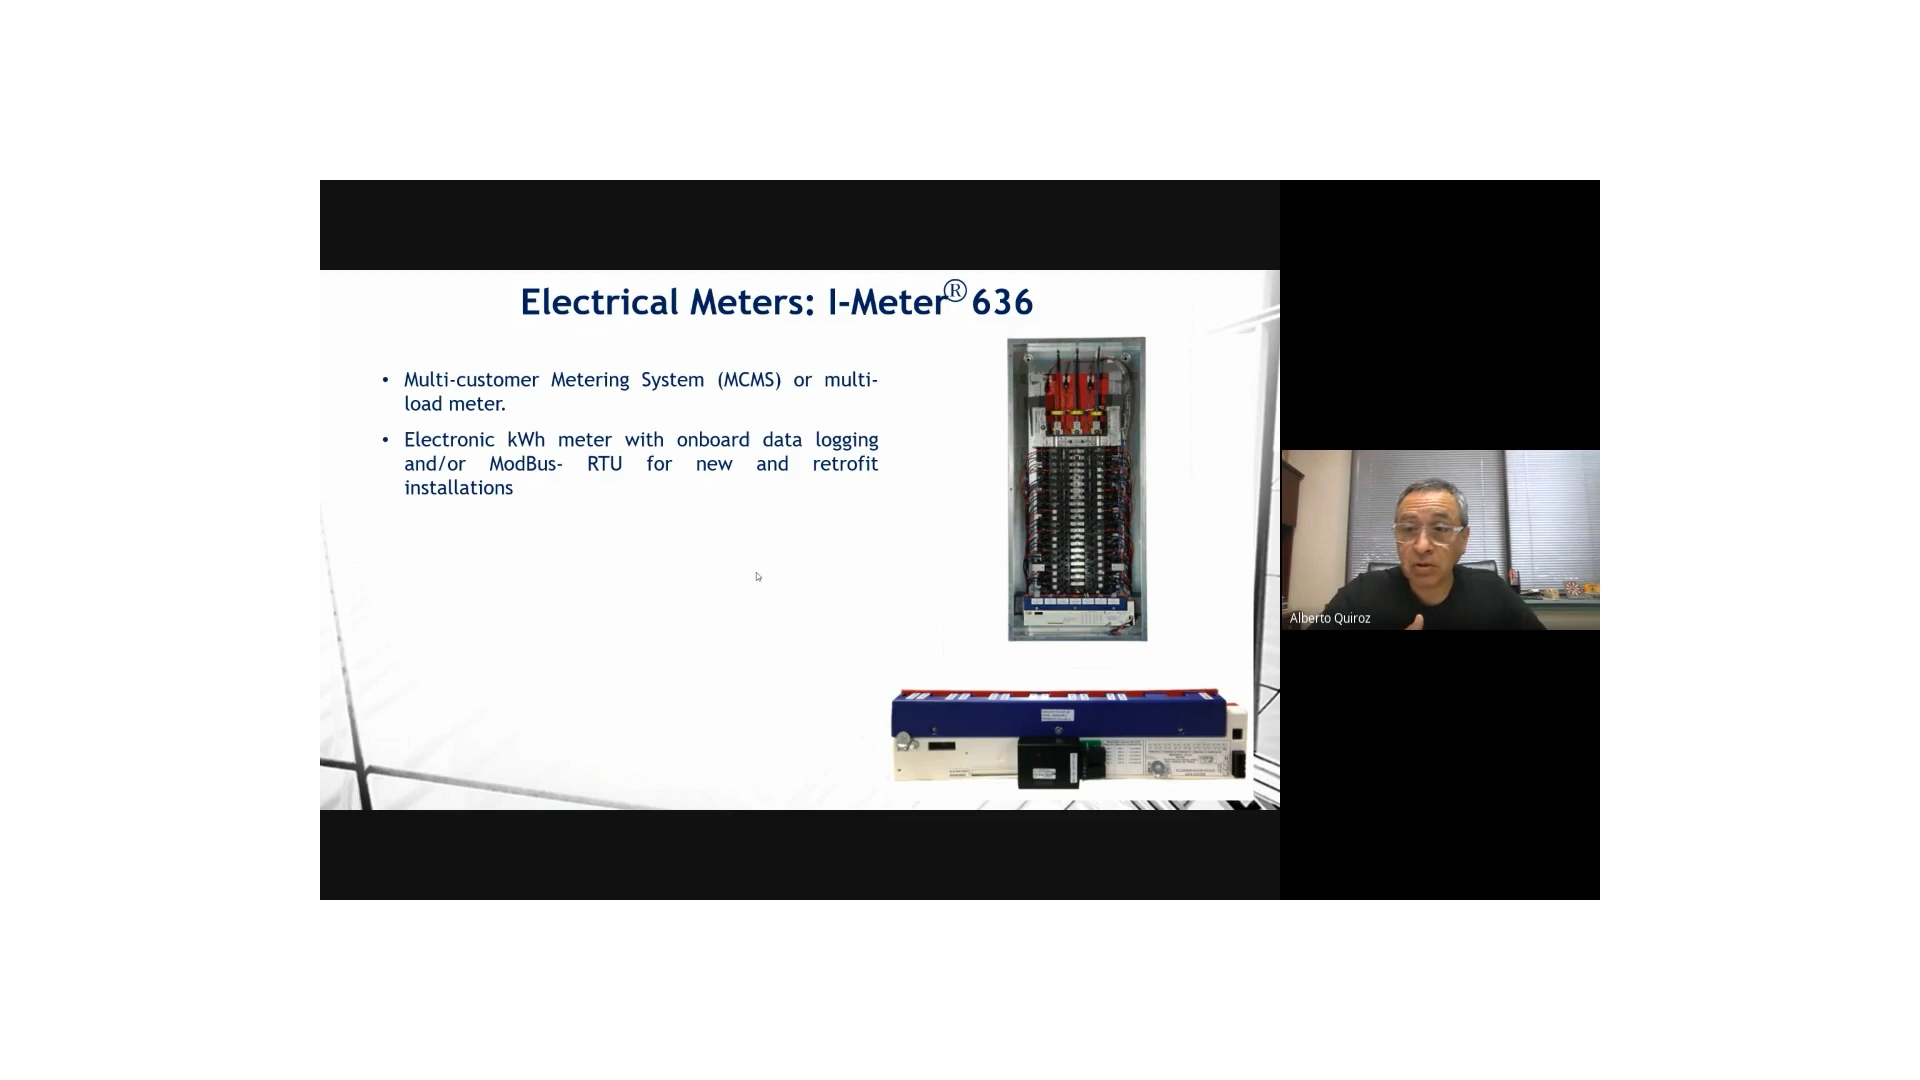 Electrical Meters: I-Meter® 636
• Multi-customer Metering System (MCMS) or multi-
load meter.
• Electronic kWh meter with onboard data logging
and/or ModBus- RTU for new and retrofit
installations
Alberto Quiroz